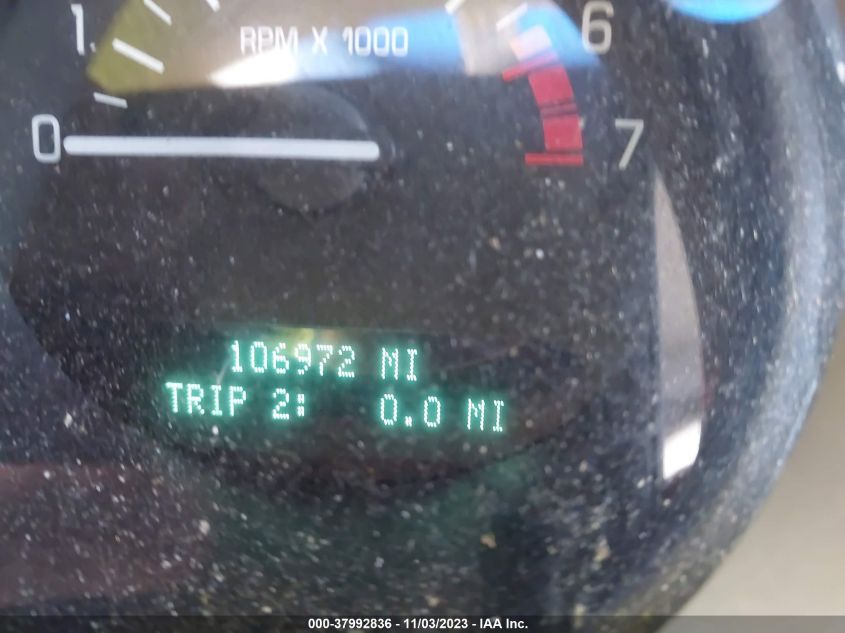 1
RPM X 1000
6
0
7
106972 MI
TRIP 2: 0.0 MI
000-37992836 - 11/03/2023 - IAA Inc.